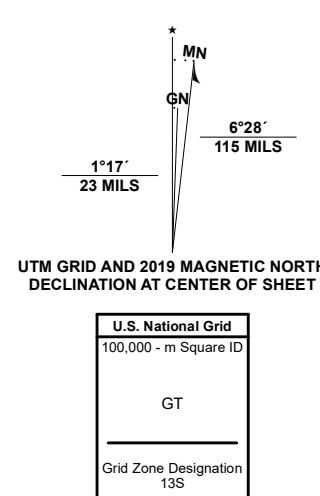 ★
MN
GN
6°28´
115 MILS
1°17´
23 MILS
UTM GRID AND 2019 MAGNETIC NORTH
DECLINATION AT CENTER OF SHEET
U.S. National Grid
100,000 - m Square ID
GT
Grid Zone Designation
13S